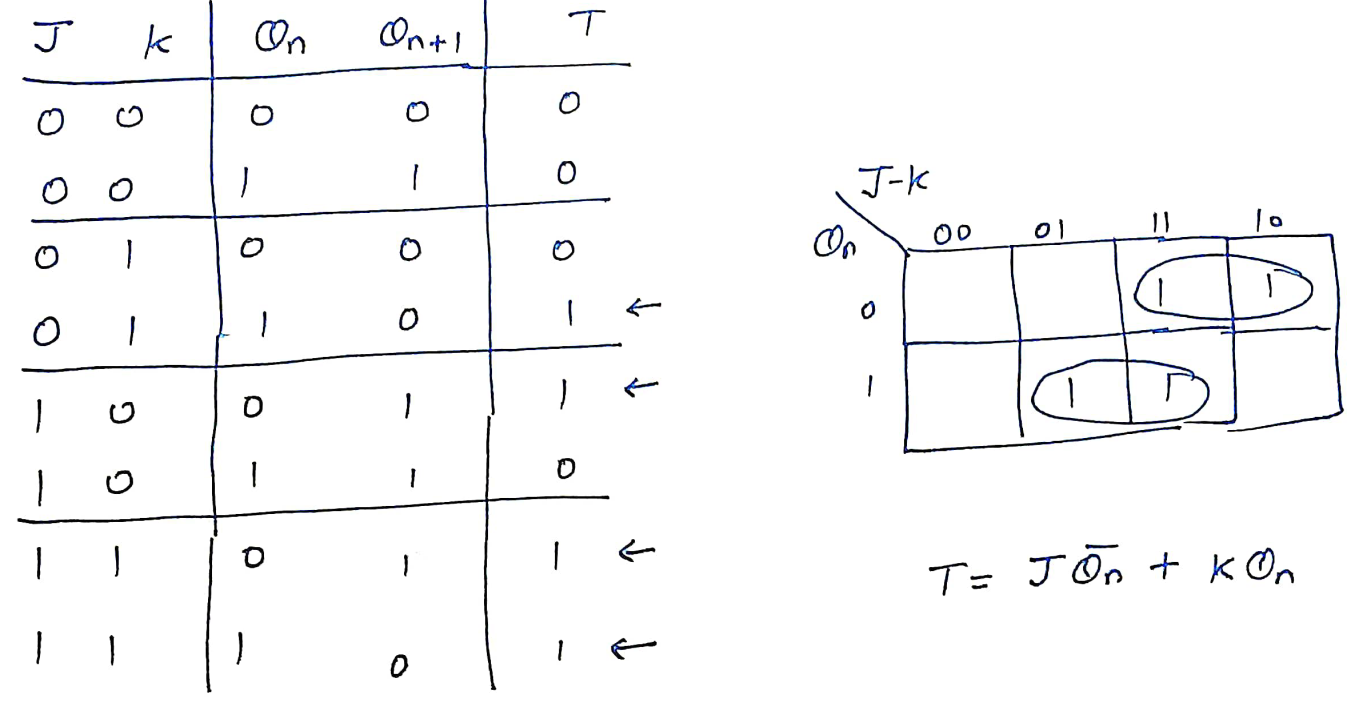 J K Qn Qn+1 T
0 0 0 0 0
0 0 1 1 0
0 1 0 0 0
0 1 1 0 1 ←
1 0 0 1 1 ←
1 0 1 1 0
1 1 0 1 1 ←
1 1 1 0 1 ←
J-K
Qn 00 01 11 10
0 1 1
1 1 1
T= JQ̅n + KQn